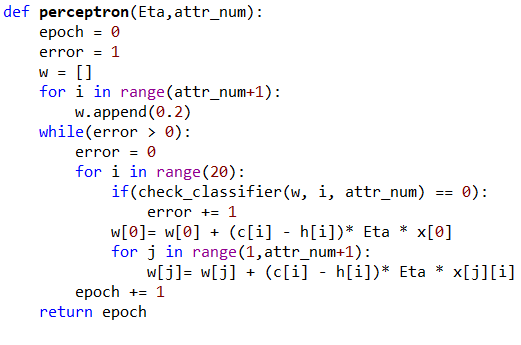 def perceptron(Eta,attr_num):
    epoch = 0
    error = 1
    w = []
    for i in range(attr_num+1):
        w.append(0.2)
    while(error > 0):
        error = 0
        for i in range(20):
            if(check_classifier(w, i, attr_num) == 0):
                error += 1
            w[0]= w[0] + (c[i] - h[i])* Eta * x[0]
            for j in range(1,attr_num+1):
                w[j]= w[j] + (c[i] - h[i])* Eta * x[j][i]
        epoch += 1
    return epoch